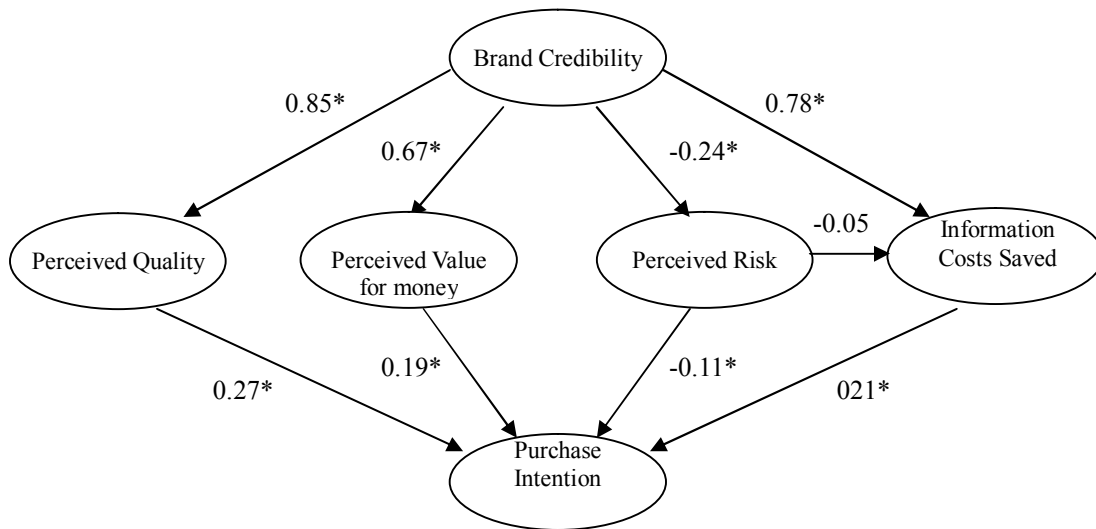 Brand Credibility
0.85*
0.78*
0.67*
-0.24*
-0.05
Perceived Quality
Perceived Value
for money
Perceived Risk
Information
Costs Saved
0.27*
0.19*
-0.11*
021*
Purchase
Intention